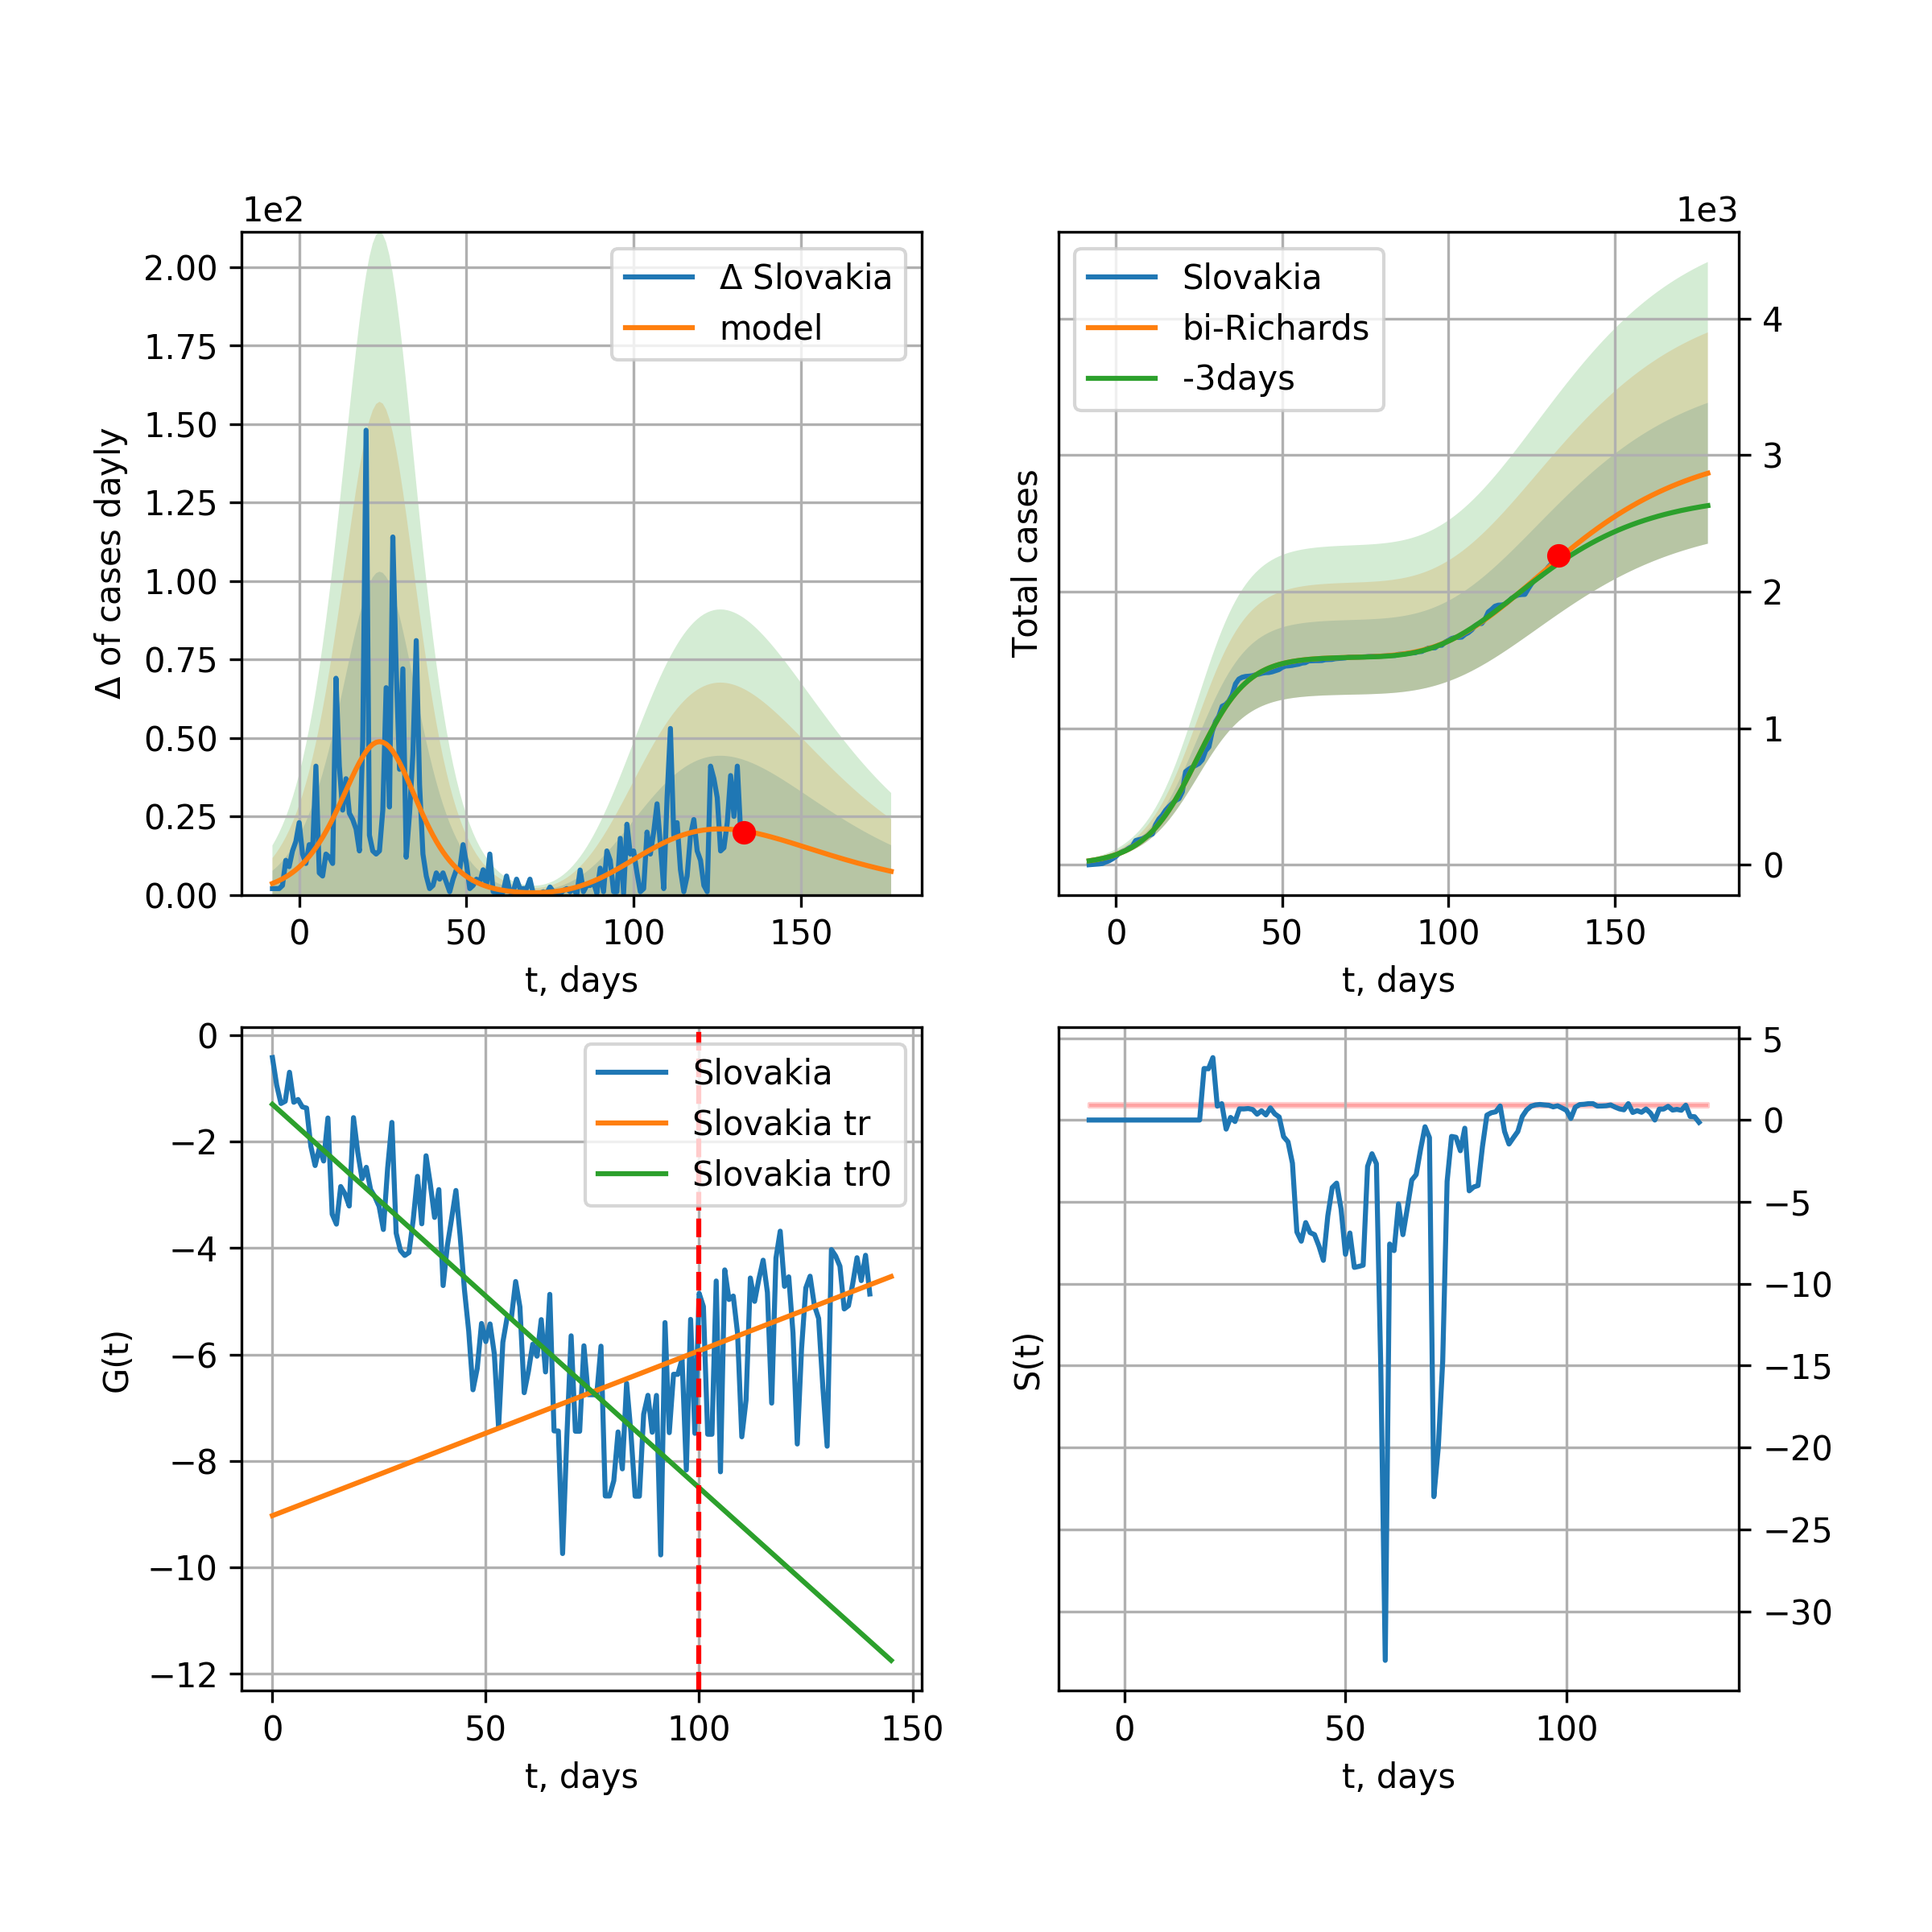 1e2
2.00
1.75
1.50
1.25
1.00
0.75
0.50
0.25
0.00
Δ of cases dayly
0 50 100 150
t, days
Δ Slovakia
model
1e3
Slovakia
bi-Richards
-3days
Total cases
4
3
2
1
0
0 50 100 150
t, days
0
−2
−4
−6
−8
−10
−12
G(t)
Slovakia
Slovakia tr
Slovakia tr0
0 50 100 150
t, days
S(t)
5
0
−5
−10
−15
−20
−25
−30
0 50 100
t, days